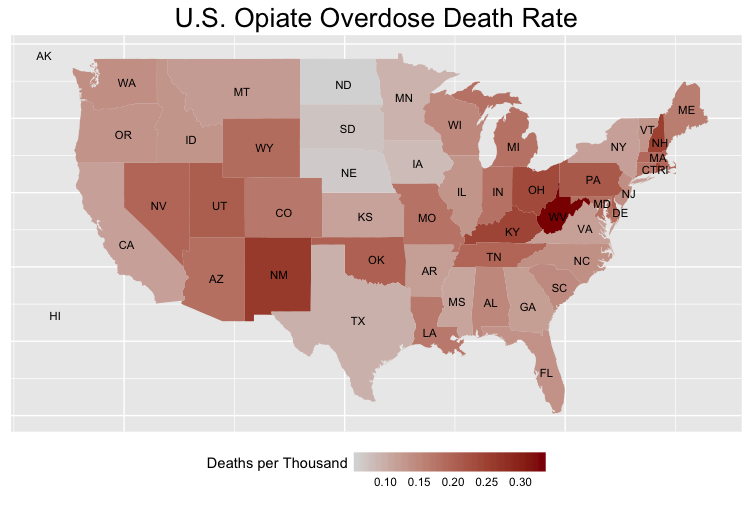 U.S. Opiate Overdose Death Rate
AK
WA
MT
ND
MN
ME
OR
ID
SD
WI
VT
NH
WY
MI
NY
MA
IA
CTRI
NE
PA
NV
UT
CO
IL
IN
OH
NJ
MD
DE
KS
MO
WV
KY
VA
CA
AZ
NM
OK
AR
TN
NC
SC
MS
AL
GA
HI
TX
LA
FL
Deaths per Thousand
0.10 0.15 0.20 0.25 0.30